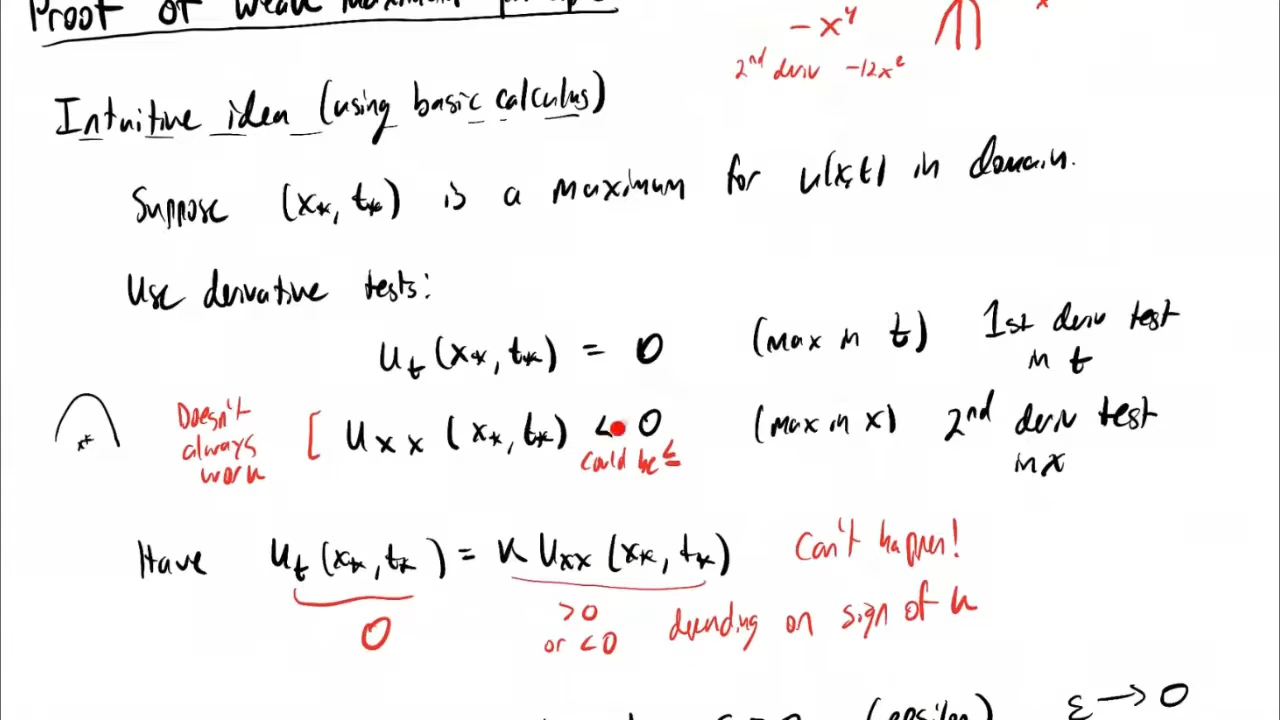 Proof of Weak Maximum
- x⁴
2nd deriv -12x²
Intuitive idea (using basic calculus)
Suppose (x*, t*) is a maximum for u(x,t) in domain.
Use derivative tests:
u_t (x*, t*) = 0 (max in t) 1st deriv test in t
Doesn't always work [ u_xx (x*, t*) < 0 (max in x) 2nd deriv test in x
could be ≤
Have u_t (x*, t*) = k u_xx (x*, t*) Can't happen!
0 >0 or <0 depending on sign of k
(epsilon) ε → 0